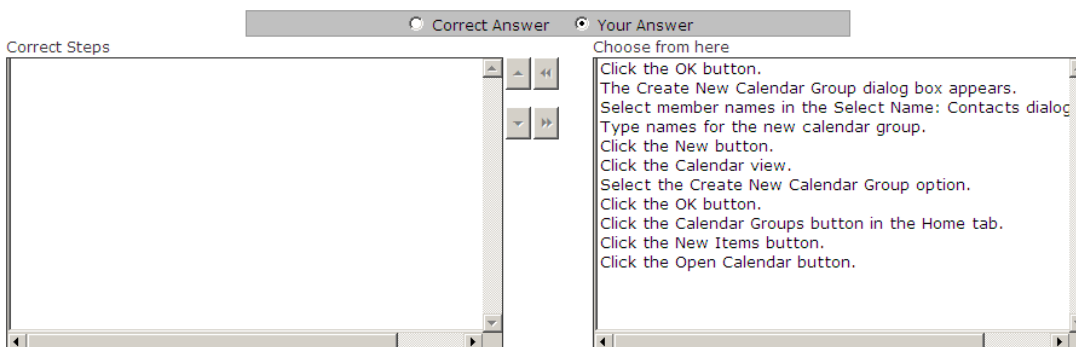 Correct Answer Your Answer
Correct Steps
Choose from here
Click the OK button.
The Create New Calendar Group dialog box appears.
Select member names in the Select Name: Contacts dialog
Type names for the new calendar group.
Click the New button.
Click the Calendar view.
Select the Create New Calendar Group option.
Click the OK button.
Click the Calendar Groups button in the Home tab.
Click the New Items button.
Click the Open Calendar button.